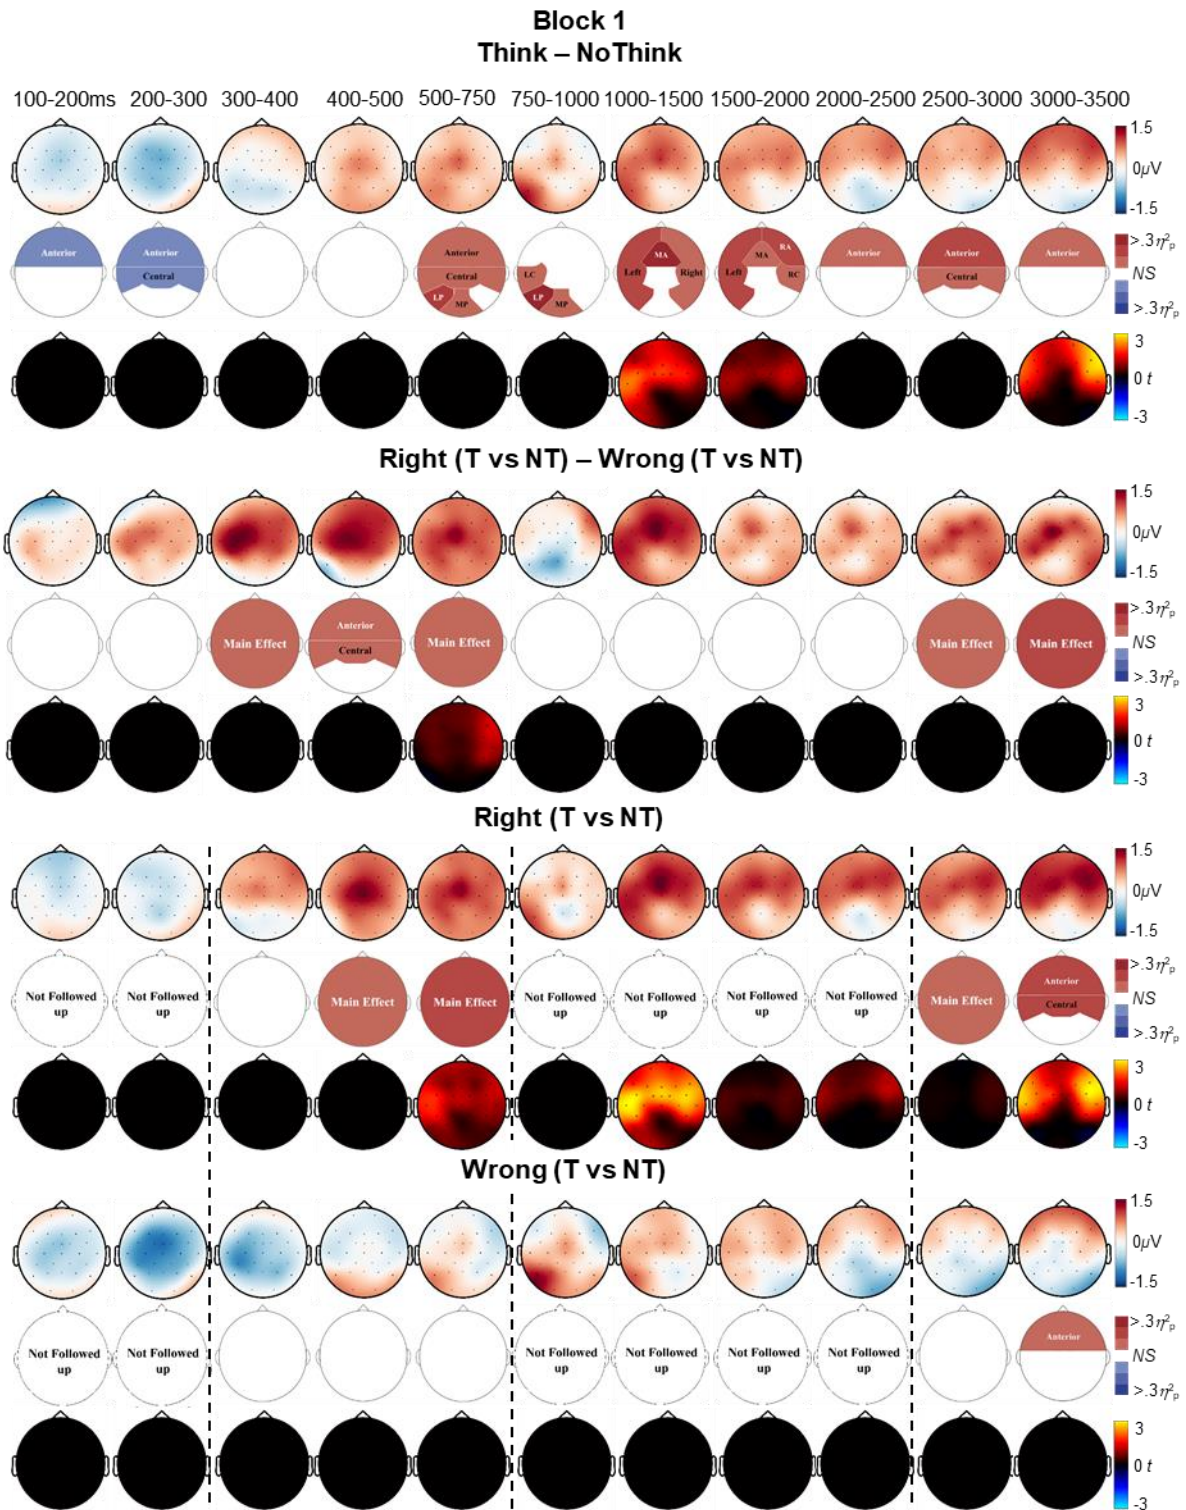 Block 1
Think – NoThink
100-200ms 200-300 300-400 400-500 500-750 750-1000 1000-1500 1500-2000 2000-2500 2500-3000 3000-3500
1.5
0μV
-1.5
Anterior Anterior Central Anterior Central LP MP LC LP MP MA Left Right RA MA Left RC Anterior Anterior Central Anterior
>.3η²p
NS
>.3η²p
3
0 t
-3
Right (T vs NT) – Wrong (T vs NT)
1.5
0μV
-1.5
Main Effect Anterior Central Main Effect Main Effect Main Effect
>.3η²p
NS
>.3η²p
3
0 t
-3
Right (T vs NT)
1.5
0μV
-1.5
Not Followed up Not Followed up Main Effect Main Effect Not Followed up Not Followed up Not Followed up Not Followed up Main Effect Anterior Central
>.3η²p
NS
>.3η²p
3
0 t
-3
Wrong (T vs NT)
1.5
0μV
-1.5
Not Followed up Not Followed up Not Followed up Not Followed up Not Followed up Not Followed up Anterior
>.3η²p
NS
>.3η²p
3
0 t
-3